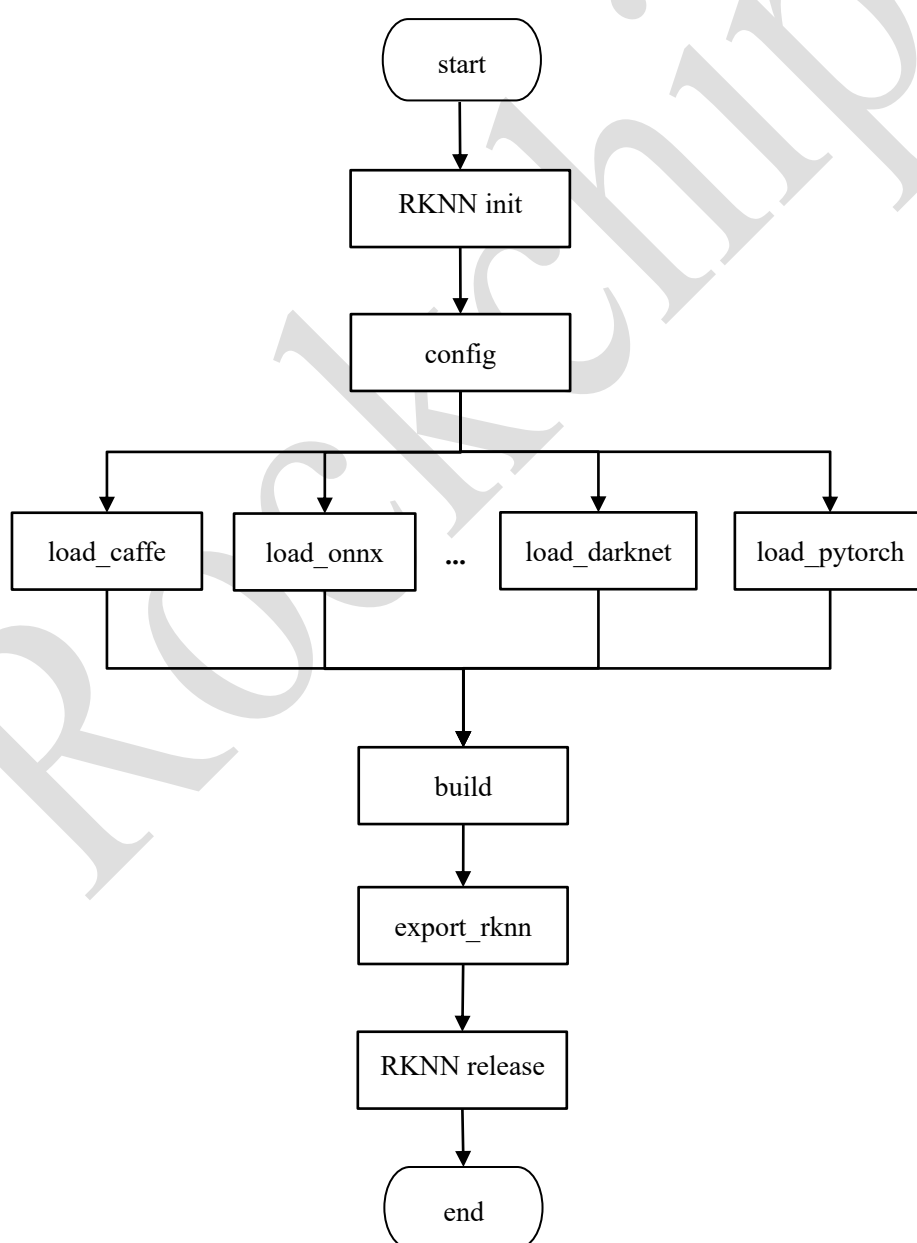 start
RKNN init
config
load_caffe
load_onnx
...
load_darknet
load_pytorch
build
export_rknn
RKNN release
end
Rockchip